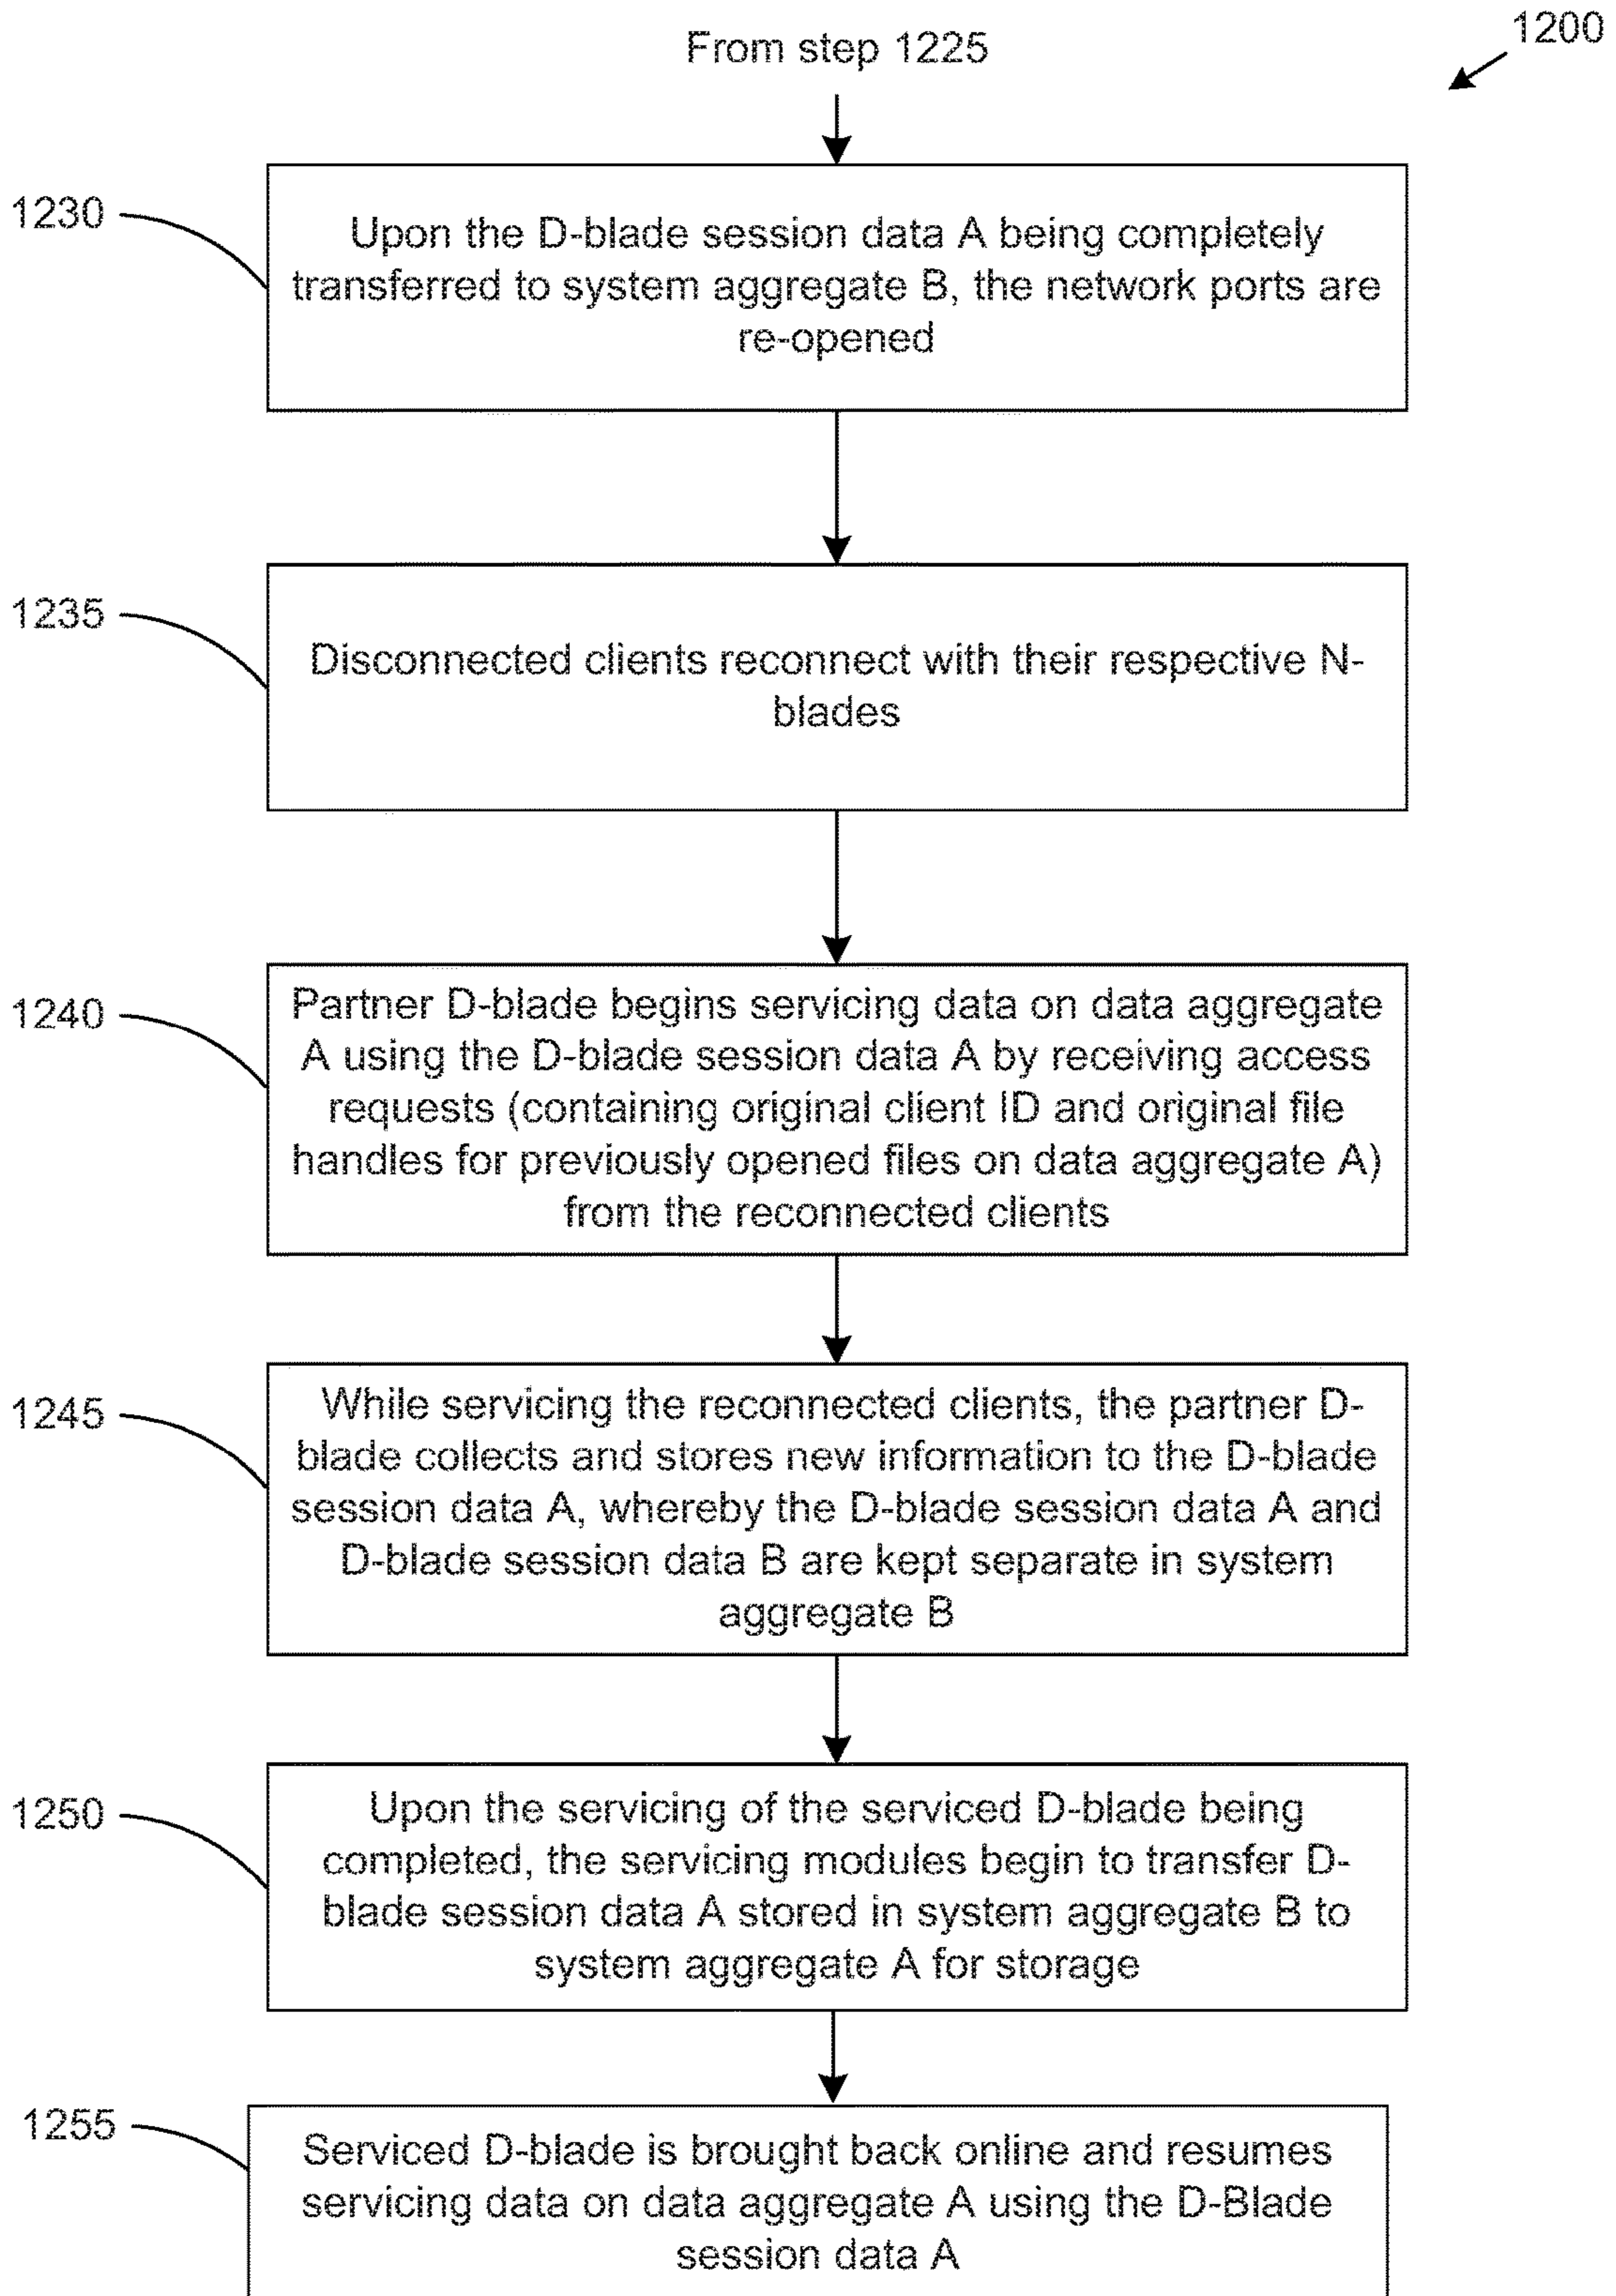 From step 1225
1200
1230
Upon the D-blade session data A being completely
transferred to system aggregate B, the network ports are
re-opened
1235
Disconnected clients reconnect with their respective N-
blades
1240
Partner D-blade begins servicing data on data aggregate
A using the D-blade session data A by receiving access
requests (containing original client ID and original file
handles for previously opened files on data aggregate A)
from the reconnected clients
1245
While servicing the reconnected clients, the partner D-
blade collects and stores new information to the D-blade
session data A, whereby the D-blade session data A and
D-blade session data B are kept separate in system
aggregate B
1250
Upon the servicing of the serviced D-blade being
completed, the servicing modules begin to transfer D-
blade session data A stored in system aggregate B to
system aggregate A for storage
1255
Serviced D-blade is brought back online and resumes
servicing data on data aggregate A using the D-Blade
session data A